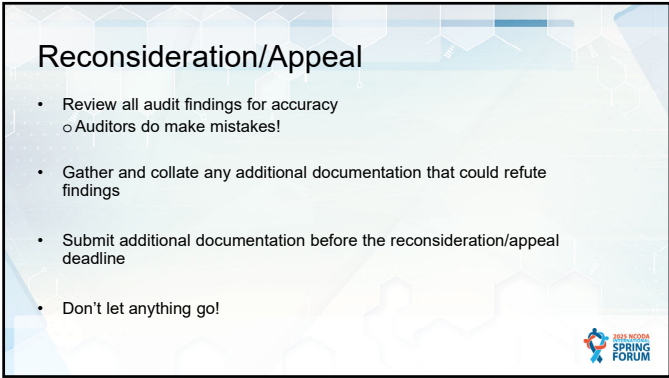 Reconsideration/Appeal
• Review all audit findings for accuracy
o Auditors do make mistakes!
• Gather and collate any additional documentation that could refute
findings
• Submit additional documentation before the reconsideration/appeal
deadline
• Don't let anything go!
2025 NCODA
INTERNATIONAL
SPRING
FORUM